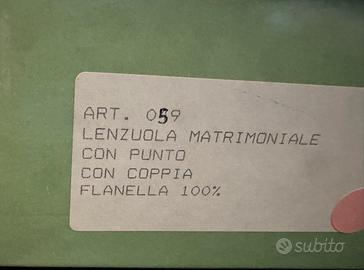 ART. 059
LENZUOLA MATRIMONIALE
CON PUNTO
CON COPPIA
FLANELLA 100%
subito